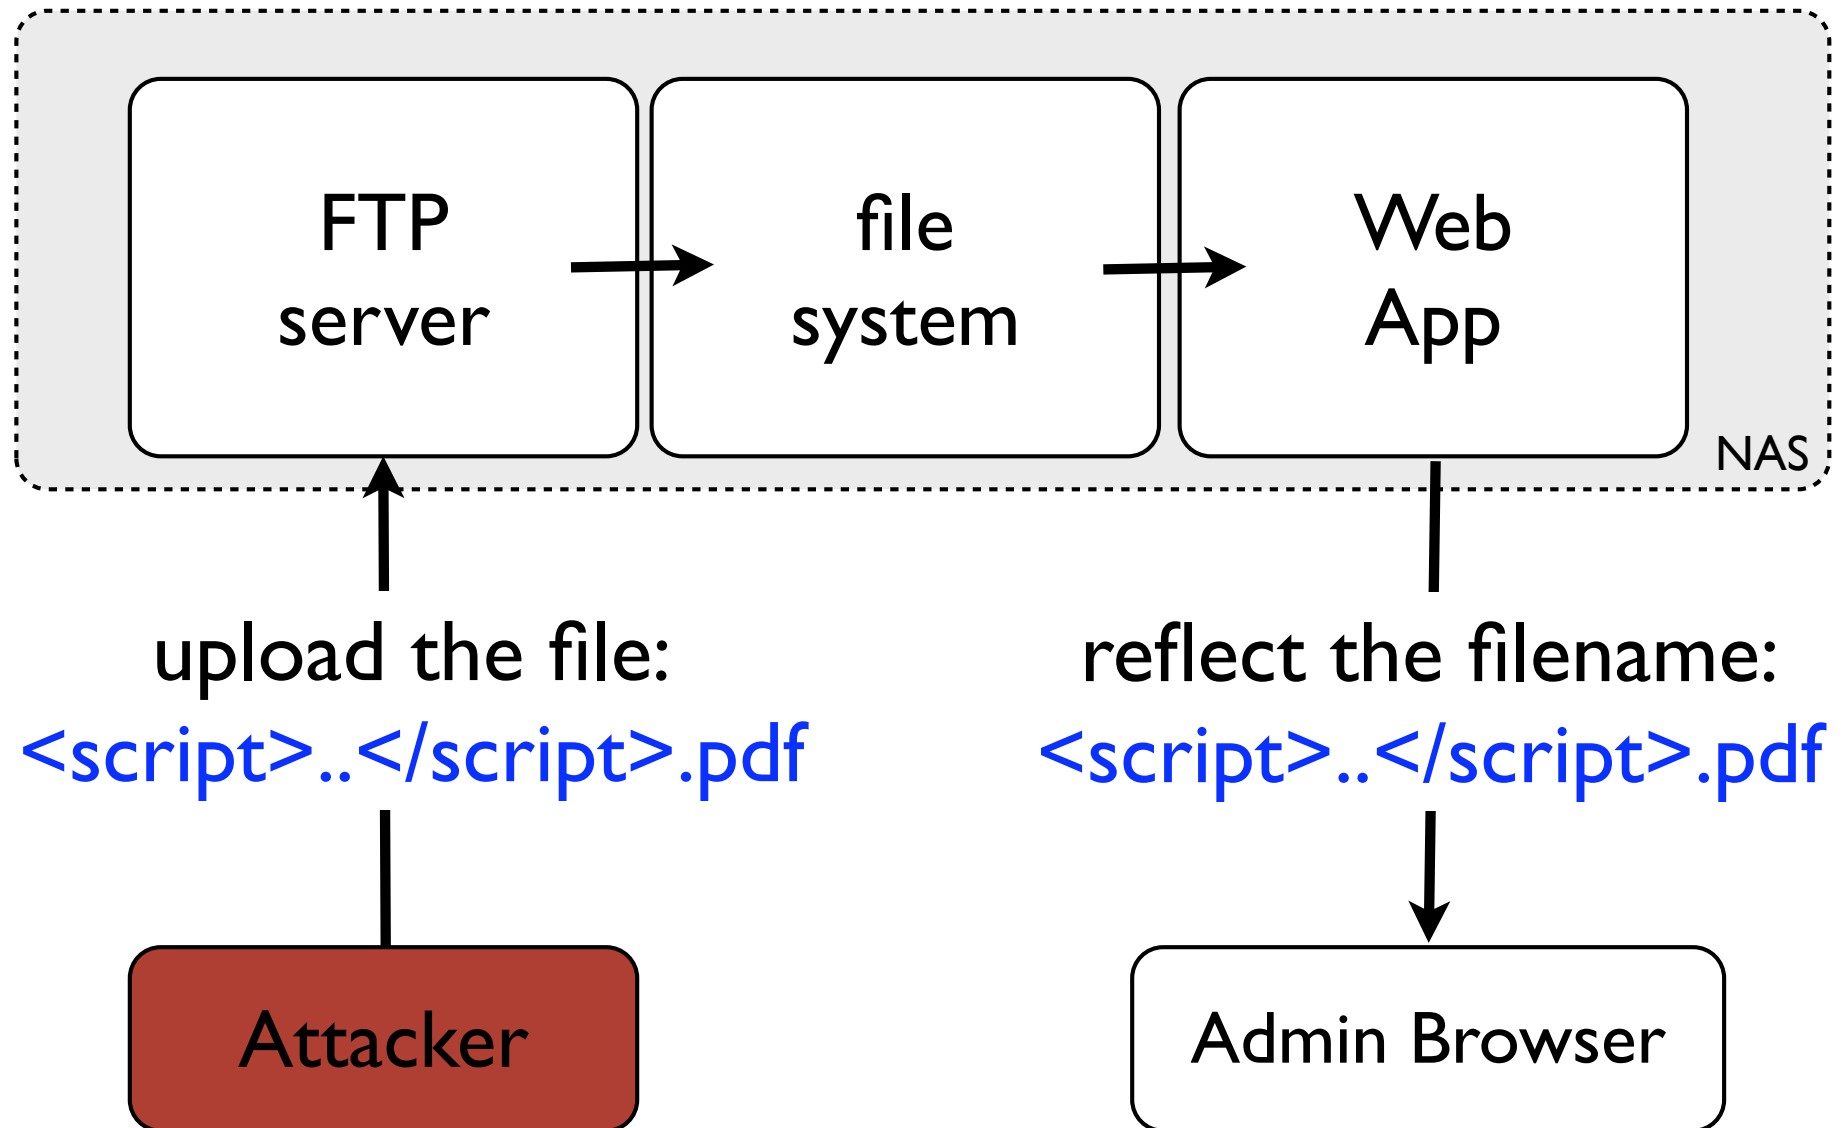 FTP
server
file
system
Web
App
NAS
upload the file:
<script>..</script>.pdf
reflect the filename:
<script>..</script>.pdf
Attacker
Admin Browser